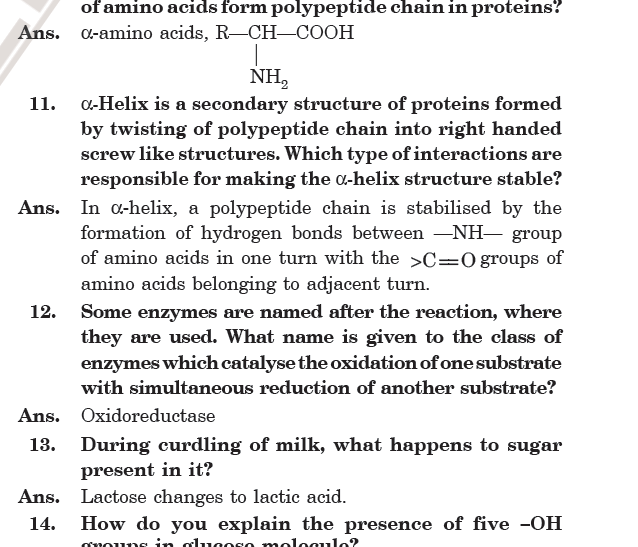 of amino acids form polypeptide chain in proteins?
Ans. α-amino acids, R—CH—COOH
|
NH₂
11. α-Helix is a secondary structure of proteins formed
by twisting of polypeptide chain into right handed
screw like structures. Which type of interactions are
responsible for making the α-helix structure stable?
Ans. In α-helix, a polypeptide chain is stabilised by the
formation of hydrogen bonds between —NH— group
of amino acids in one turn with the >C=O groups of
amino acids belonging to adjacent turn.
12. Some enzymes are named after the reaction, where
they are used. What name is given to the class of
enzymes which catalyse the oxidation of one substrate
with simultaneous reduction of another substrate?
Ans. Oxidoreductase
13. During curdling of milk, what happens to sugar
present in it?
Ans. Lactose changes to lactic acid.
14. How do you explain the presence of five –OH
groups in glucose molecule?